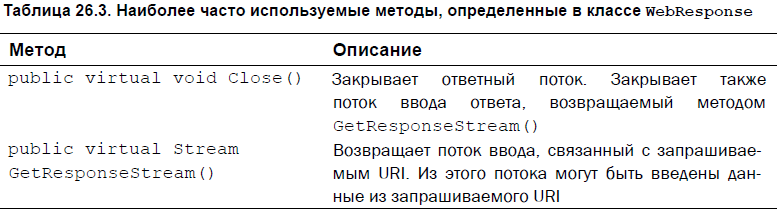 Таблица 26.3. Наиболее часто используемые методы, определенные в классе WebResponse
Метод Описание
public virtual void Close() Закрывает ответный поток. Закрывает также
поток ввода ответа, возвращаемый методом
GetResponseStream()
public virtual Stream Возвращает поток ввода, связанный с запрашивае-
GetResponseStream() мым URI. Из этого потока могут быть введены дан-
ные из запрашиваемого URI